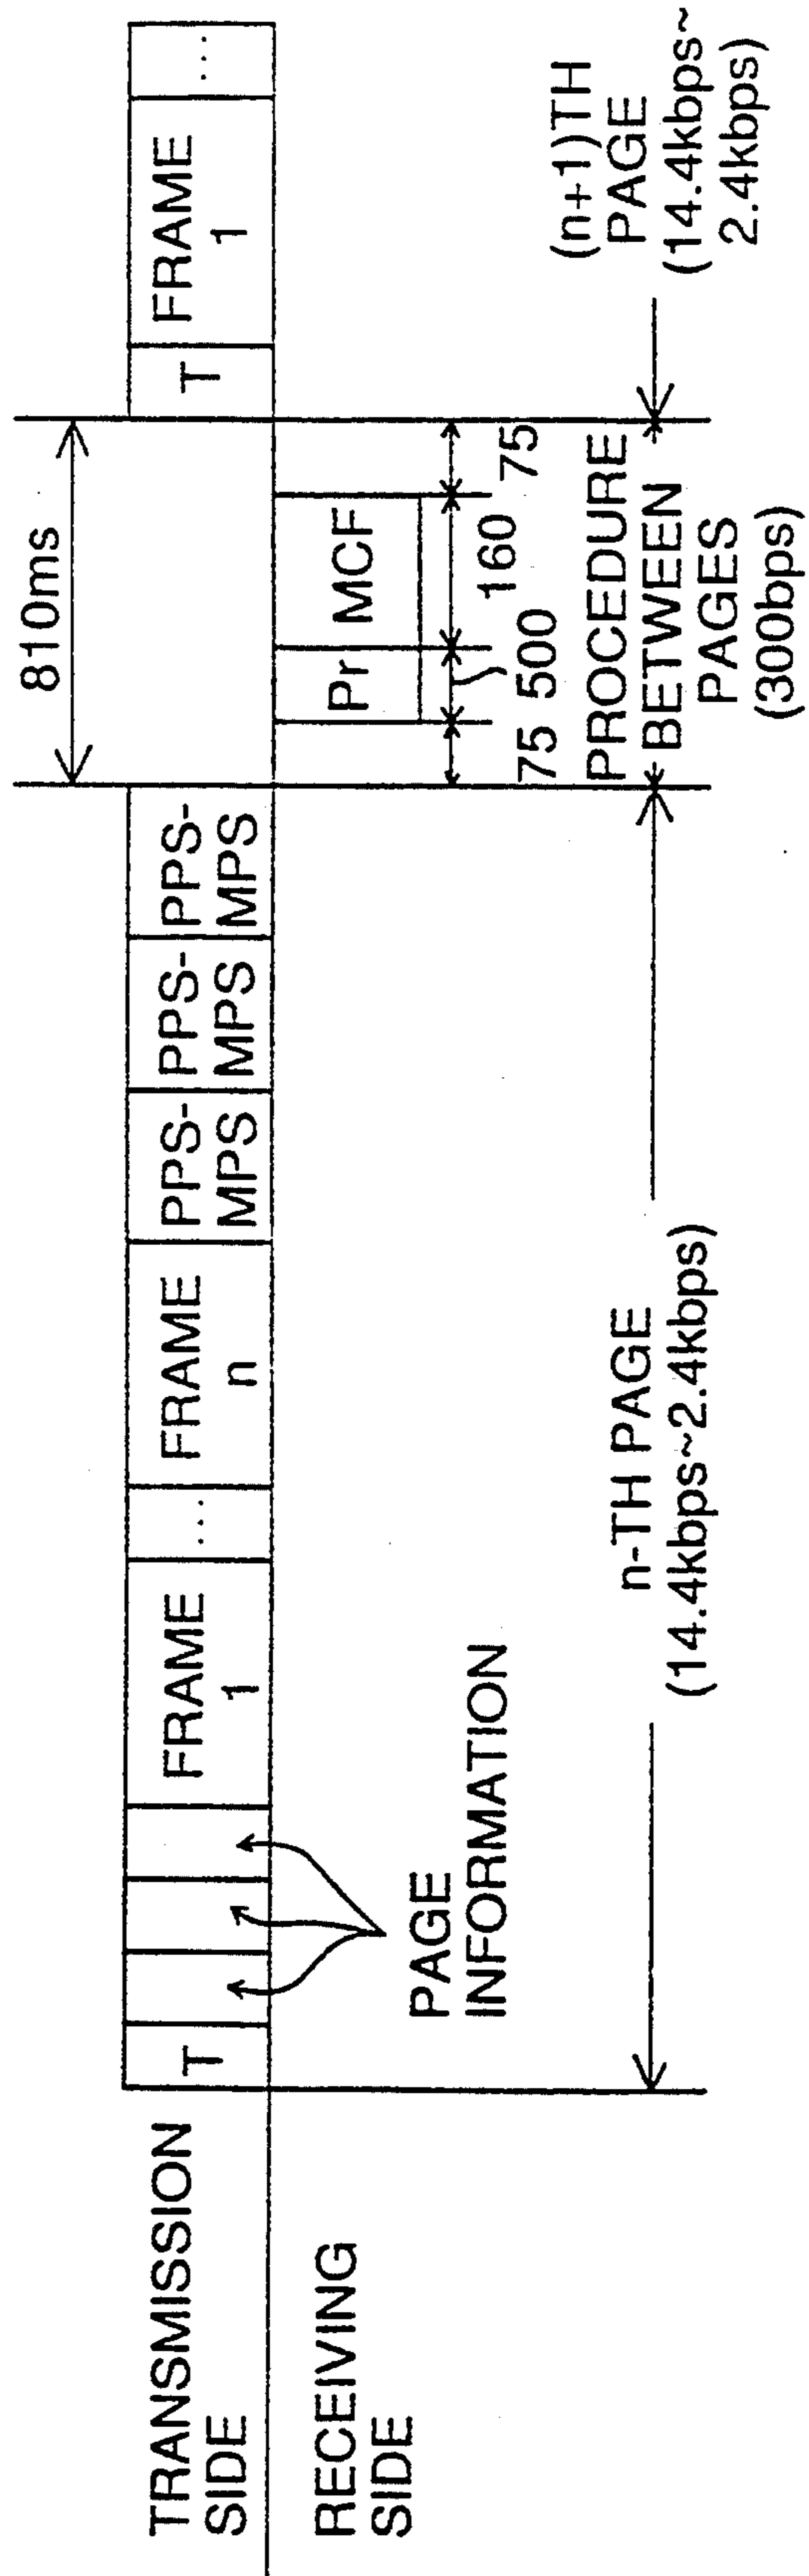 810ms
TRANSMISSION
SIDE
T
FRAME
1
...
FRAME
n
PPS-
MPS
PPS-
MPS
PPS-
MPS
T
FRAME
1
...
RECEIVING
SIDE
PAGE
INFORMATION
Pr
MCF
75
500
160
75
n-TH PAGE
(14.4kbps~2.4kbps)
PROCEDURE
BETWEEN
PAGES
(300bps)
(n+1)TH
PAGE
(14.4kbps~
2.4kbps)